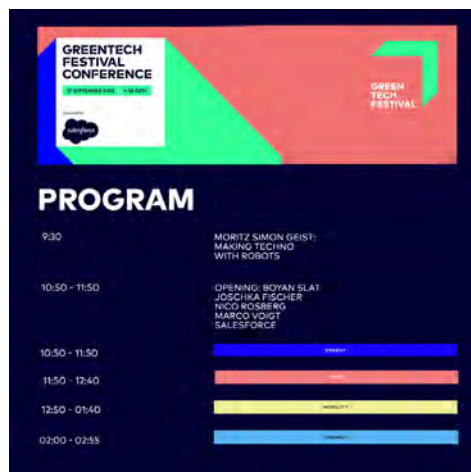 GREENTECH
FESTIVAL
CONFERENCE
salesforce
GREEN
TECH
FESTIVAL
PROGRAM
9:30
MORITZ SIMON GEIST:
MAKING TECHNO
WITH ROBOTS
10:50 - 11:50
OPENING: BOYAN SLAT
JOSCHKA FISCHER
NICO ROSBERG
MARCO VOIGT
SALESFORCE
10:50 - 11:50
ENERGY
11:50 - 12:40
12:50 - 01:40
MOBILITY
02:00 - 02:55